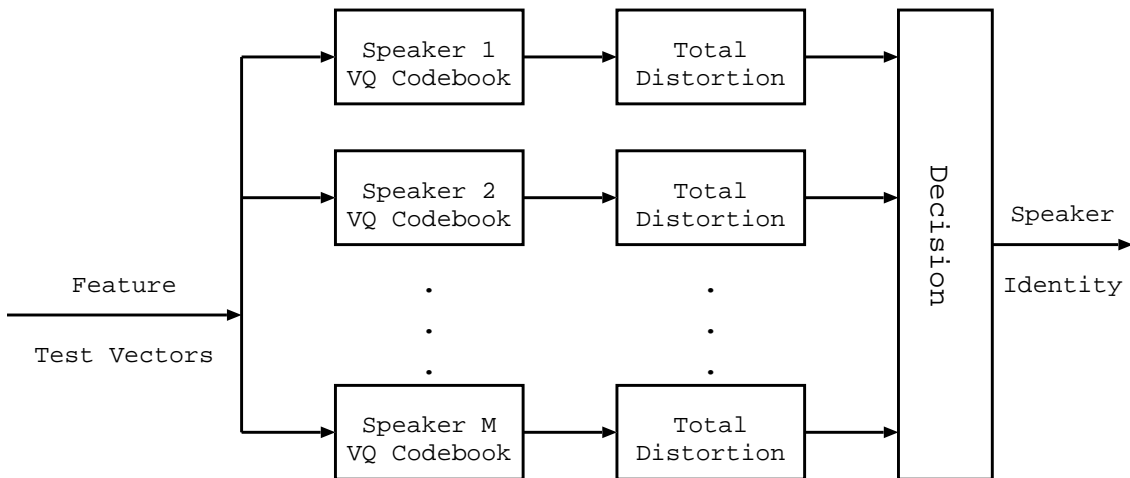 Speaker 1
VQ Codebook
Total
Distortion
Speaker 2
VQ Codebook
Total
Distortion
Decision
Speaker
Identity
Feature
Test Vectors
Speaker M
VQ Codebook
Total
Distortion